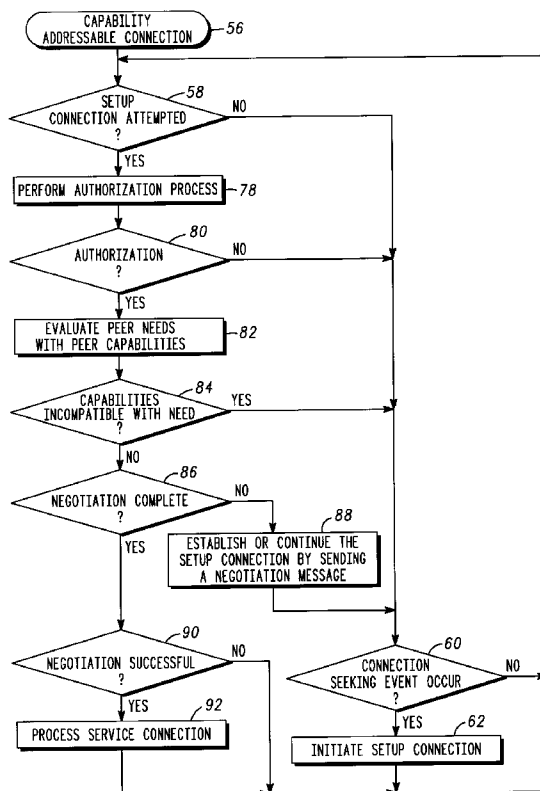 CAPABILITY
ADDRESSABLE CONNECTION
56
58
SETUP
CONNECTION ATTEMPTED
?
NO
YES
PERFORM AUTHORIZATION PROCESS
78
80
AUTHORIZATION
?
NO
YES
EVALUATE PEER NEEDS
WITH PEER CAPABILITIES
82
84
CAPABILITIES
INCOMPATIBLE WITH NEED
?
YES
NO
86
NEGOTIATION COMPLETE
?
NO
YES
88
ESTABLISH OR CONTINUE THE
SETUP CONNECTION BY SENDING
A NEGOTIATION MESSAGE
90
NEGOTIATION SUCCESSFUL
?
NO
YES
60
CONNECTION
SEEKING EVENT OCCUR
?
NO
YES
92
PROCESS SERVICE CONNECTION
62
INITIATE SETUP CONNECTION